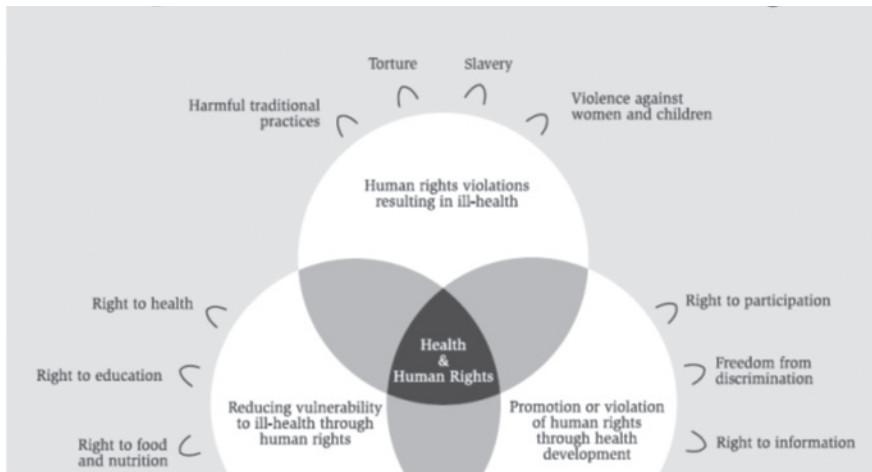 Torture
Slavery
Harmful traditional
practices
Violence against
women and children
Human rights violations
resulting in ill-health
Right to health
Right to participation
Health
&
Human Rights
Right to education
Freedom from
discrimination
Reducing vulnerability
to ill-health through
human rights
Promotion or violation
of human rights
through health
development
Right to food
and nutrition
Right to information